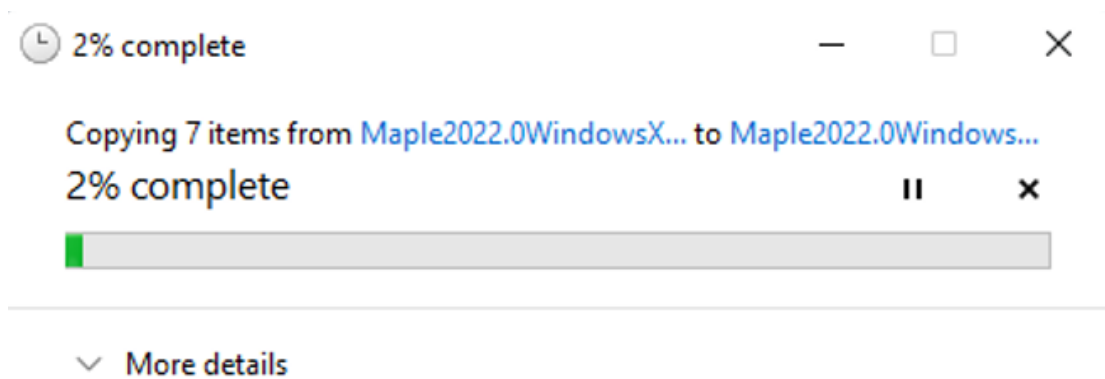 2% complete
Copying 7 items from Maple2022.0WindowsX... to Maple2022.0Windows...
2% complete
More details